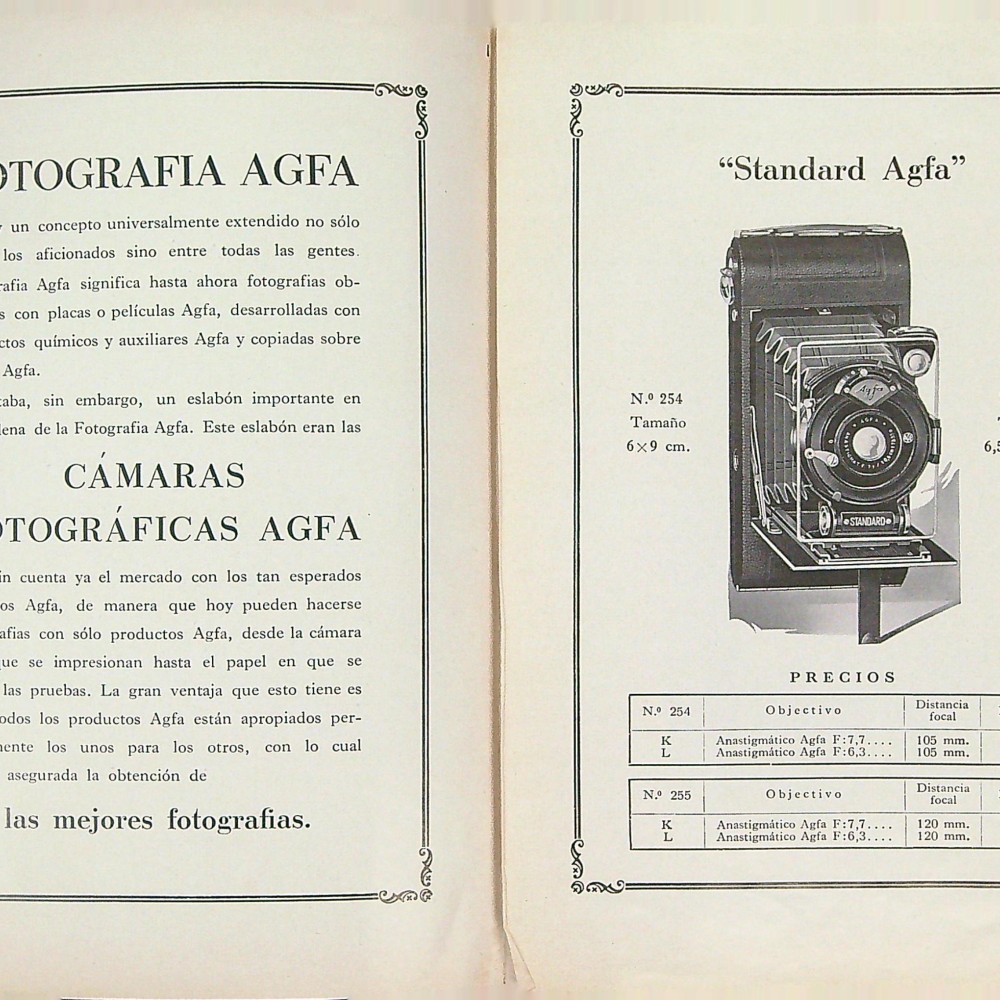 OTOGRAFIA AGFA
un concepto universalmente extendido no sólo
los aficionados sino entre todas las gentes.
rafia Agfa significa hasta ahora fotografias ob-
s con placas o películas Agfa, desarrolladas con
ctos químicos y auxiliares Agfa y copiadas sobre
Agfa.
taba, sin embargo, un eslabón importante en
dena de la Fotografia Agfa. Este eslabón eran las
CÁMARAS
OTOGRÁFICAS AGFA
in cuenta ya el mercado con los tan esperados
os Agfa, de manera que hoy pueden hacerse
afias con sólo productos Agfa, desde la cámara
que se impresionan hasta el papel en que se
las pruebas. La gran ventaja que esto tiene es
odos los productos Agfa están apropiados per-
mente los unos para los otros, con lo cual
asegurada la obtención de
las mejores fotografias.
“Standard Agfa”
N.º 254
Tamaño
6×9 cm.
6,5
Agfa
STANDARD
PRECIOS
N.º 254 Objectivo Distancia focal
K Anastigmático Agfa F:7,7.... 105 mm.
L Anastigmático Agfa F:6,3.... 105 mm.
N.º 255 Objectivo Distancia focal
K Anastigmático Agfa F:7,7.... 120 mm.
L Anastigmático Agfa F:6,3.... 120 mm.